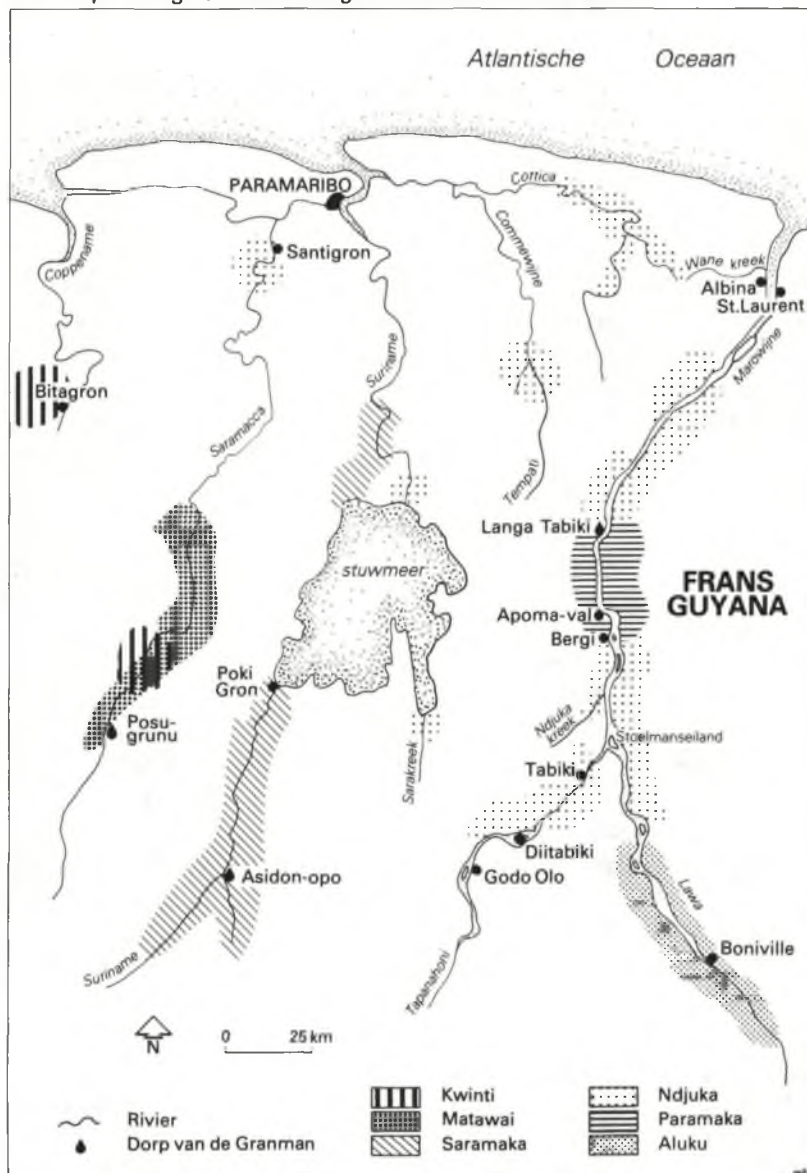 Atlantische Oceaan
PARAMARIBO
Cottica
Coppename
Santigron
Commewijne
Wane kreek
Albina
St. Laurent
Suriname
Marowijne
Bitagron
Saramacca
Tempati
Langa Tabiki
stuwmeer
FRANS
GUYANA
Apoma-val
Bergi
Poki
Gron
Ndjuka
kreek
Posu-
grunu
Stoelmanseiland
Sarakreek
Tabiki
Diitabiki
Asidon-opo
Godo Olo
Lawa
Boniville
Suriname
Tapanahoni
N
0 25 km
Kwinti
Ndjuka
Rivier
Matawai
Paramaka
Dorp van de Granman
Saramaka
Aluku